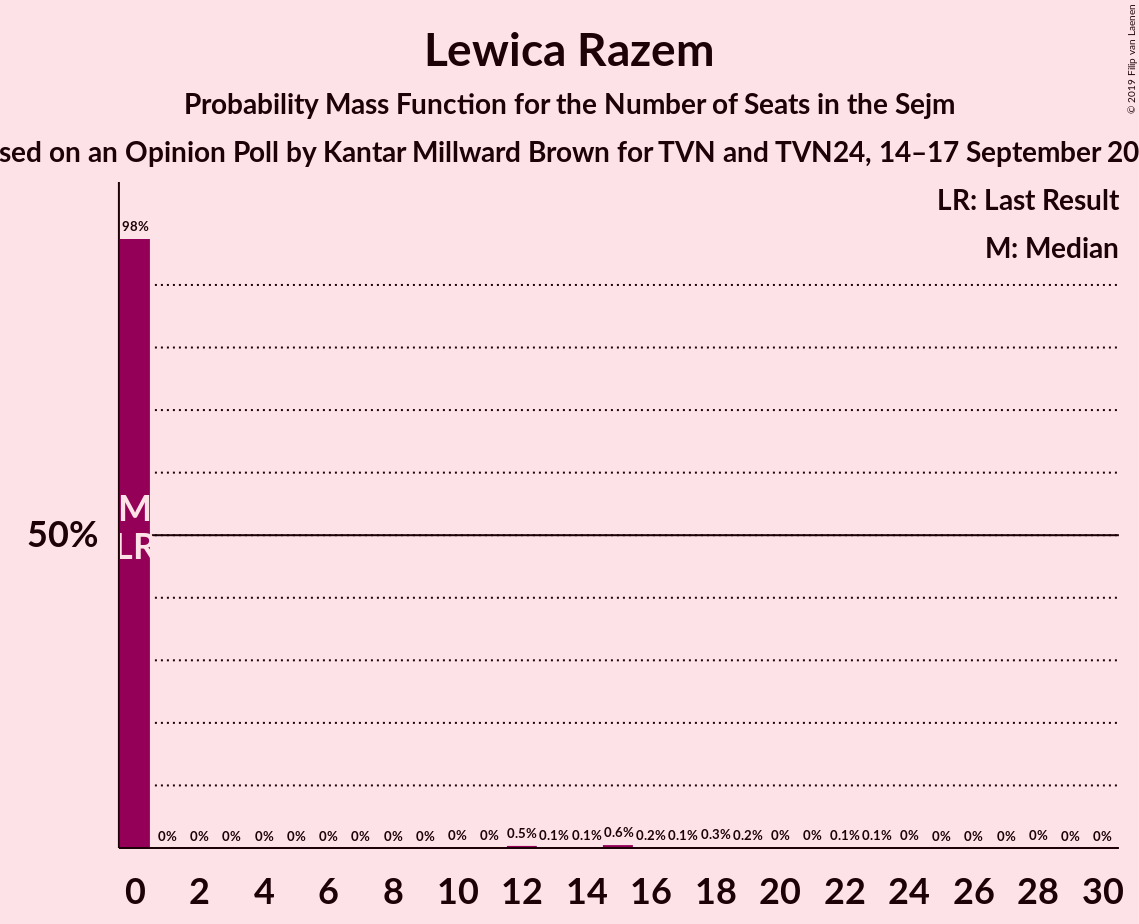 Lewica Razem
Probability Mass Function for the Number of Seats in the Sejm
sed on an Opinion Poll by Kantar Millward Brown for TVN and TVN24, 14–17 September 20
© 2019 Filip van Laenen
LR: Last Result
M: Median
98%
M
LR
50%
0% 0% 0% 0% 0% 0% 0% 0% 0% 0% 0% 0.5% 0.1% 0.1% 0.6% 0.2% 0.1% 0.3% 0.2% 0% 0% 0.1% 0.1% 0% 0% 0% 0% 0% 0% 0%
0 2 4 6 8 10 12 14 16 18 20 22 24 26 28 30